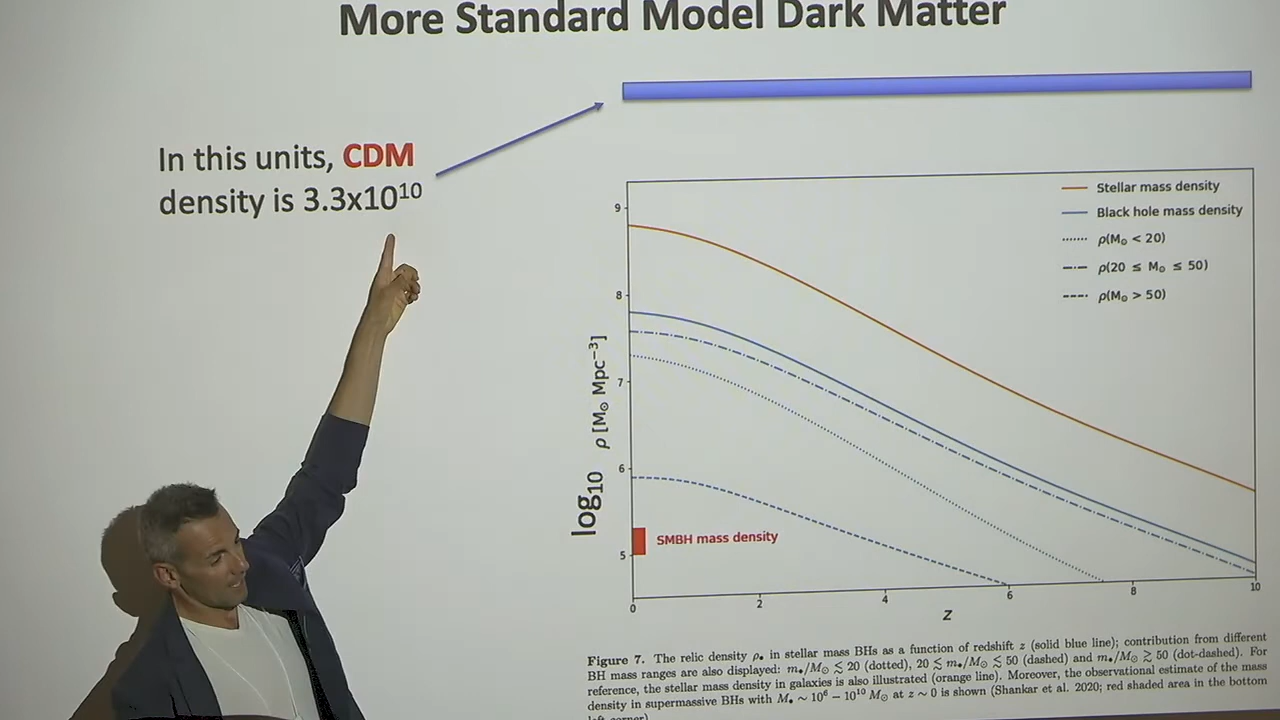 More Standard Model Dark Matter
In this units, CDM
density is 3.3x10¹⁰
Stellar mass density
Black hole mass density
ρ(M⊙ < 20)
ρ(20 ≤ M⊙ ≤ 50)
ρ(M⊙ > 50)
9
8
7
6
5
log₁₀ ρ [M⊙ Mpc⁻³]
SMBH mass density
0 2 4 6 8 10
z
Figure 7. The relic density ρ• in stellar mass BHs as a function of redshift z (solid blue line); contribution from different
BH mass ranges are also displayed: m•/M⊙ ≲ 20 (dotted), 20 ≲ m•/M⊙ ≲ 50 (dashed) and m•/M⊙ ≳ 50 (dot-dashed). For
reference, the stellar mass density in galaxies is also illustrated (orange line). Moreover, the observational estimate of the mass
density in supermassive BHs with M• ∼ 10⁶ − 10¹⁰ M⊙ at z ∼ 0 is shown (Shankar et al. 2020; red shaded area in the bottom
left corner)